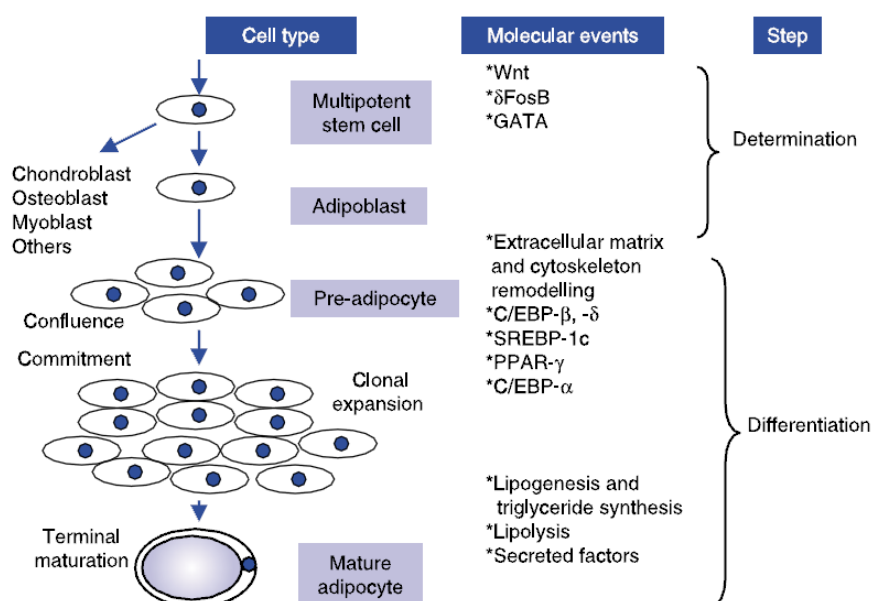 Cell type
Molecular events
Step
Multipotent
stem cell
*Wnt
*δFosB
*GATA
Determination
Chondroblast
Osteoblast
Myoblast
Others
Adipoblast
*Extracellular matrix
and cytoskeleton
remodelling
*C/EBP-β, -δ
*SREBP-1c
*PPAR-γ
*C/EBP-α
Pre-adipocyte
Confluence
Commitment
Clonal
expansion
Differentiation
*Lipogenesis and
triglyceride synthesis
*Lipolysis
*Secreted factors
Terminal
maturation
Mature
adipocyte